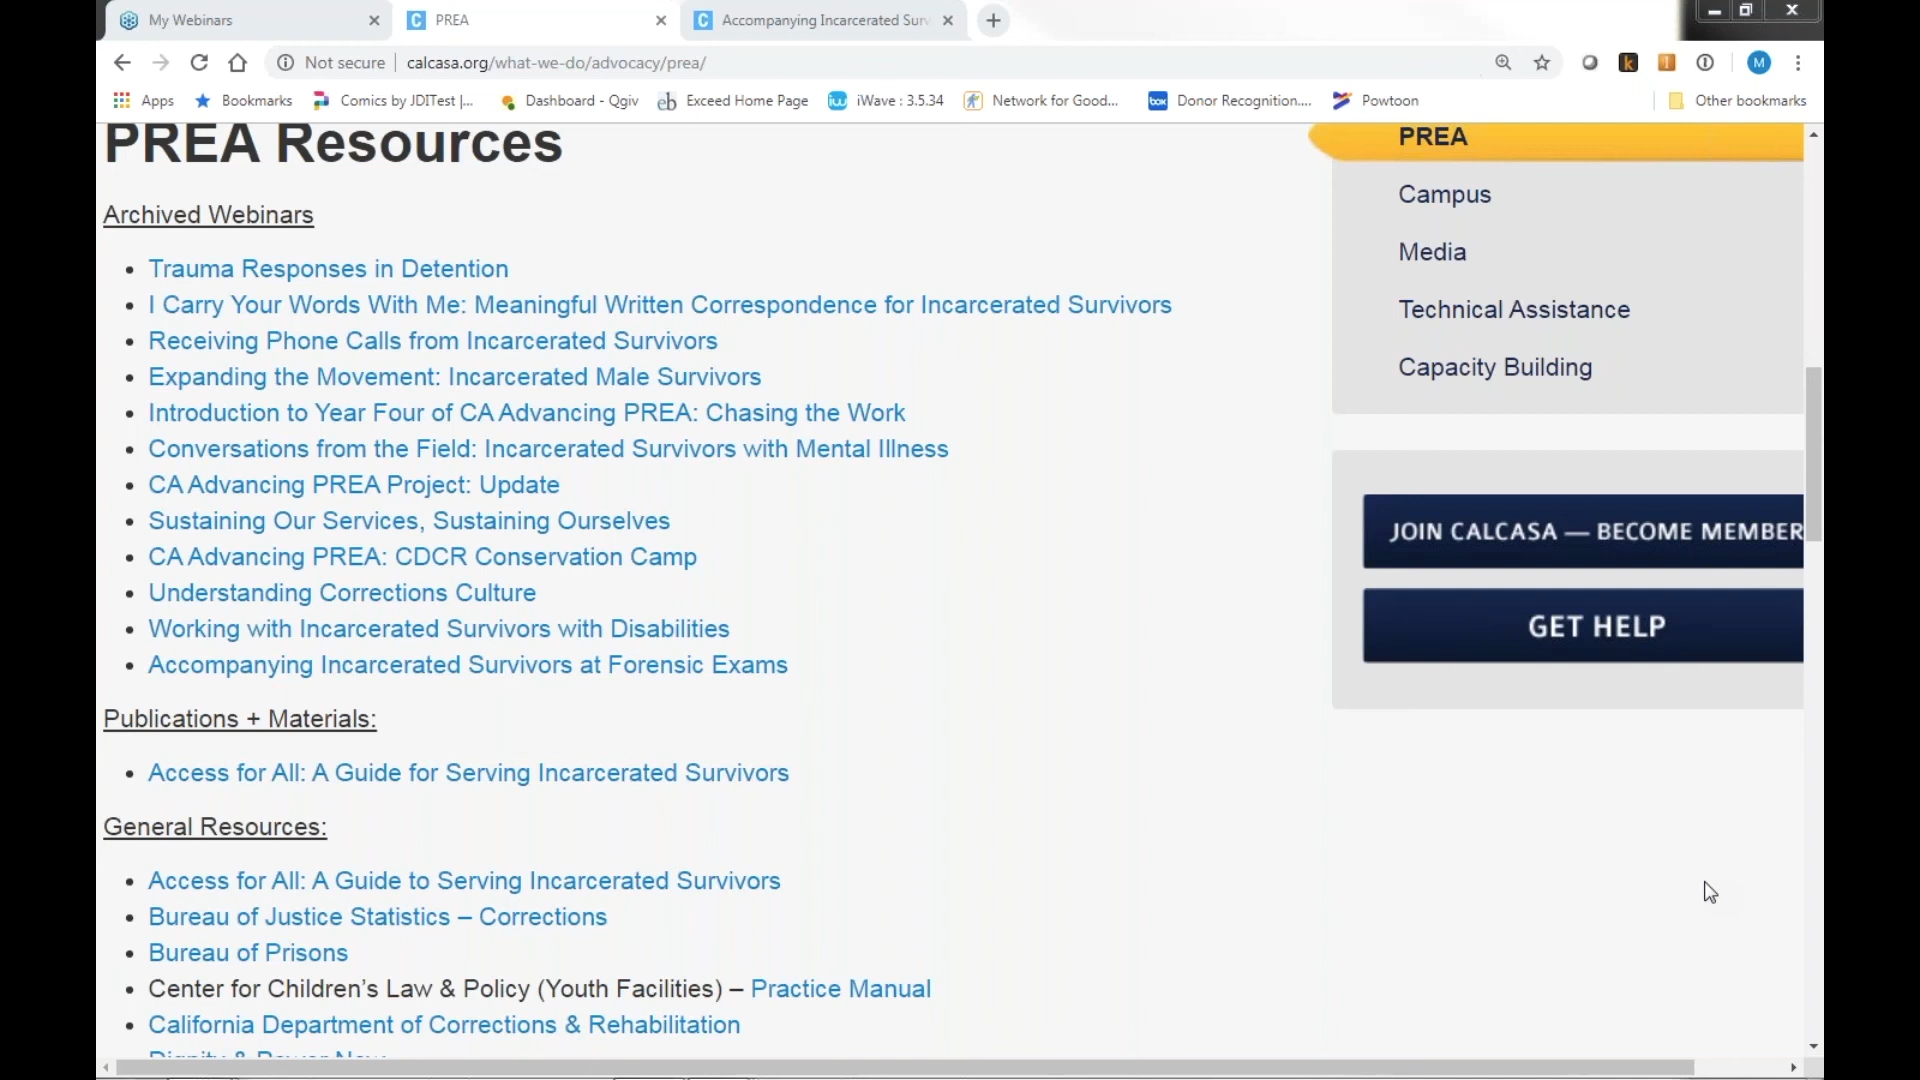 My Webinars
PREA
Accompanying Incarcerated Surv
Not secure | calcasa.org/what-we-do/advocacy/prea/
M
Apps
Bookmarks
Comics by JDITest |...
Dashboard - Qgiv
Exceed Home Page
iWave : 3.5.34
Network for Good...
Donor Recognition....
Powtoon
Other bookmarks
PREA Resources
Archived Webinars
• Trauma Responses in Detention
• I Carry Your Words With Me: Meaningful Written Correspondence for Incarcerated Survivors
• Receiving Phone Calls from Incarcerated Survivors
• Expanding the Movement: Incarcerated Male Survivors
• Introduction to Year Four of CA Advancing PREA: Chasing the Work
• Conversations from the Field: Incarcerated Survivors with Mental Illness
• CA Advancing PREA Project: Update
• Sustaining Our Services, Sustaining Ourselves
• CA Advancing PREA: CDCR Conservation Camp
• Understanding Corrections Culture
• Working with Incarcerated Survivors with Disabilities
• Accompanying Incarcerated Survivors at Forensic Exams
Publications + Materials:
• Access for All: A Guide for Serving Incarcerated Survivors
General Resources:
• Access for All: A Guide to Serving Incarcerated Survivors
• Bureau of Justice Statistics – Corrections
• Bureau of Prisons
• Center for Children's Law & Policy (Youth Facilities) – Practice Manual
• California Department of Corrections & Rehabilitation
PREA
Campus
Media
Technical Assistance
Capacity Building
JOIN CALCASA — BECOME MEMBER
GET HELP